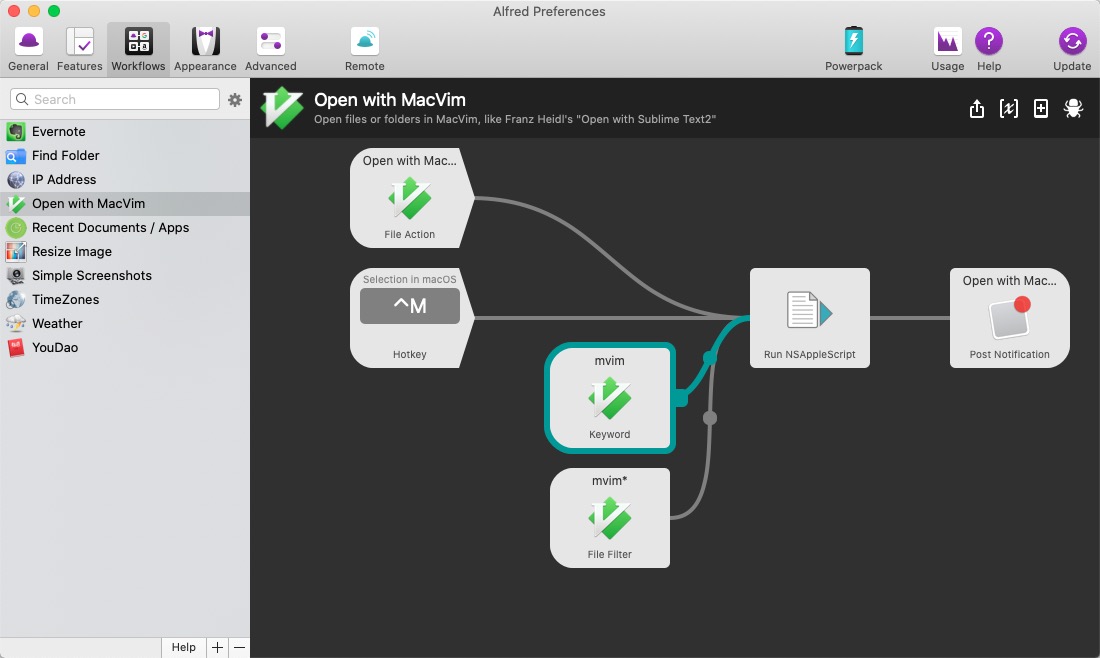 Alfred Preferences
General
Features
Workflows
Appearance
Advanced
Remote
Powerpack
Usage
Help
Update
Search
Evernote
Find Folder
IP Address
Open with MacVim
Recent Documents / Apps
Resize Image
Simple Screenshots
TimeZones
Weather
YouDao
Help
Open with MacVim
Open files or folders in MacVim, like Franz Heidl's "Open with Sublime Text2"
Open with Mac...
File Action
Selection in macOS
^M
Hotkey
mvim
Keyword
mvim*
File Filter
Run NSAppleScript
Open with Mac...
Post Notification